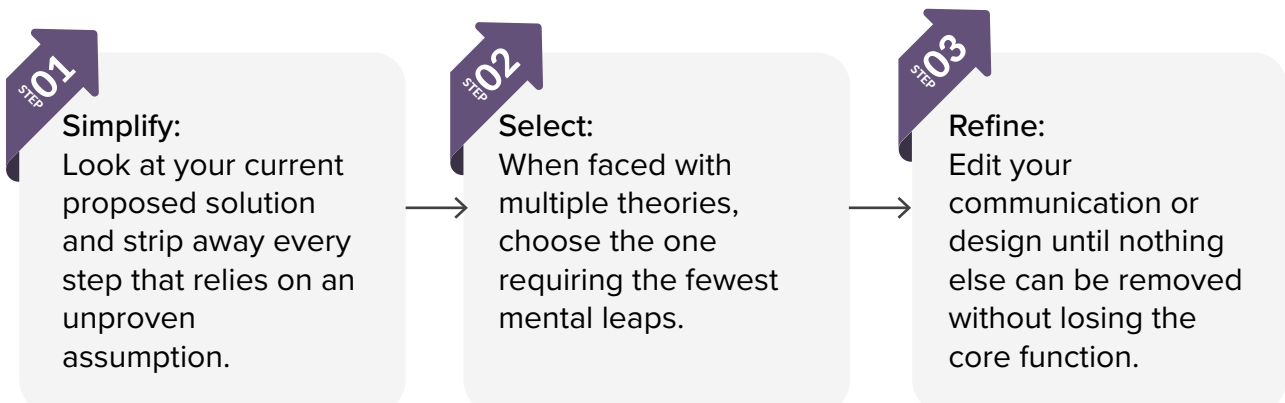 STEP 01
Simplify:
Look at your current
proposed solution
and strip away every
step that relies on an
unproven
assumption.
STEP 02
Select:
When faced with
multiple theories,
choose the one
requiring the fewest
mental leaps.
STEP 03
Refine:
Edit your
communication or
design until nothing
else can be removed
without losing the
core function.